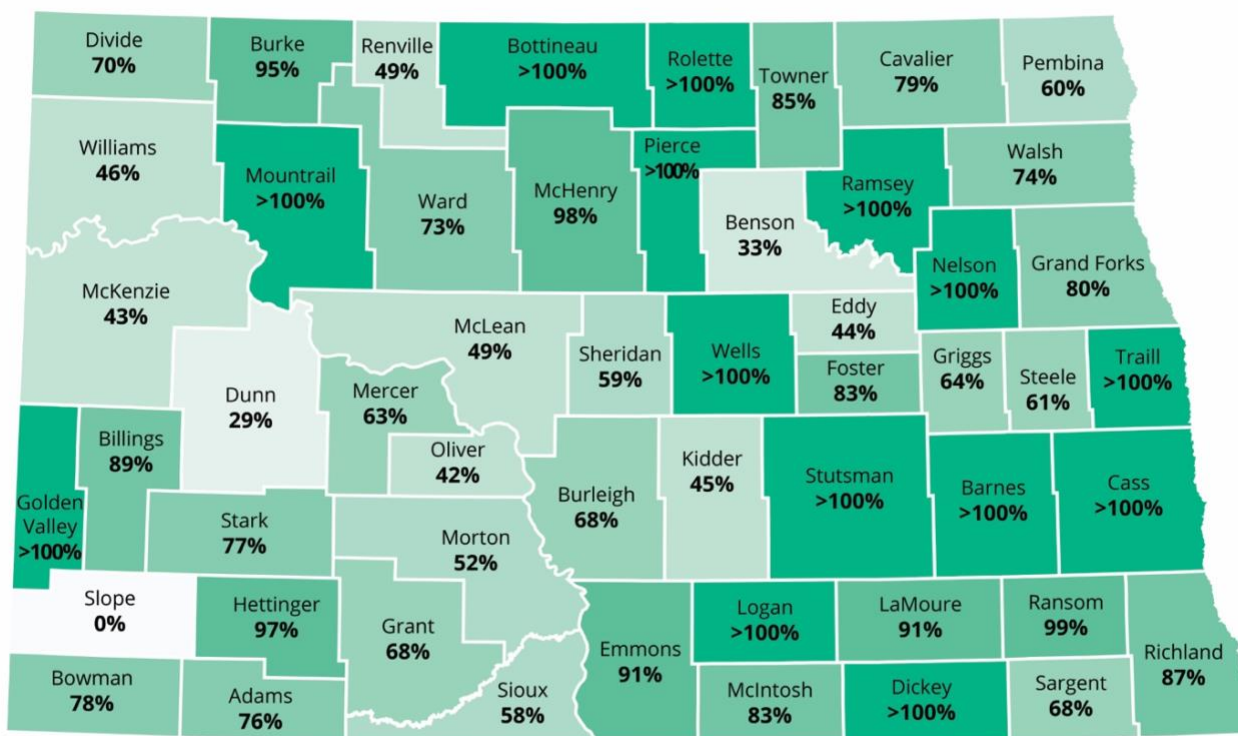 Divide
70%
Burke
95%
Renville
49%
Bottineau
>100%
Rolette
>100%
Towner
85%
Cavalier
79%
Pembina
60%
Williams
46%
Mountrail
>100%
Ward
73%
McHenry
98%
Pierce
>100%
Benson
33%
Ramsey
>100%
Walsh
74%
McKenzie
43%
Nelson
>100%
Grand Forks
80%
Dunn
29%
McLean
49%
Sheridan
59%
Wells
>100%
Eddy
44%
Foster
83%
Griggs
64%
Steele
61%
Traill
>100%
Mercer
63%
Oliver
42%
Golden
Valley
>100%
Billings
89%
Stark
77%
Morton
52%
Burleigh
68%
Kidder
45%
Stutsman
>100%
Barnes
>100%
Cass
>100%
Slope
0%
Hettinger
97%
Grant
68%
Emmons
91%
Logan
>100%
LaMoure
91%
Ransom
99%
Richland
87%
Bowman
78%
Adams
76%
Sioux
58%
McIntosh
83%
Dickey
>100%
Sargent
68%